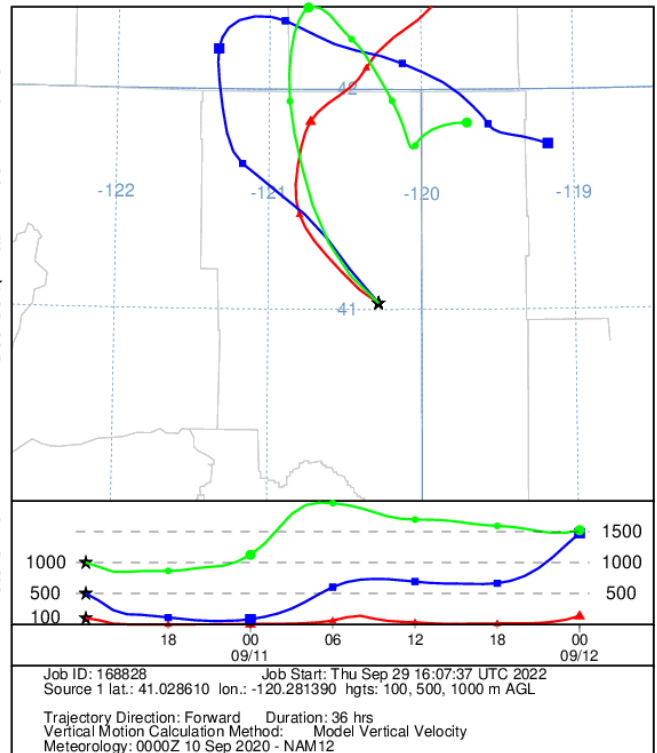 42
-122
-121
-120
-119
41
1500
1000 1000
500 500
100
18 00 06 12 18 00
09/11 09/12
Job ID: 168828 Job Start: Thu Sep 29 16:07:37 UTC 2022
Source 1 lat.: 41.028610 lon.: -120.281390 hgts: 100, 500, 1000 m AGL
Trajectory Direction: Forward Duration: 36 hrs
Vertical Motion Calculation Method: Model Vertical Velocity
Meteorology: 0000Z 10 Sep 2020 - NAM12